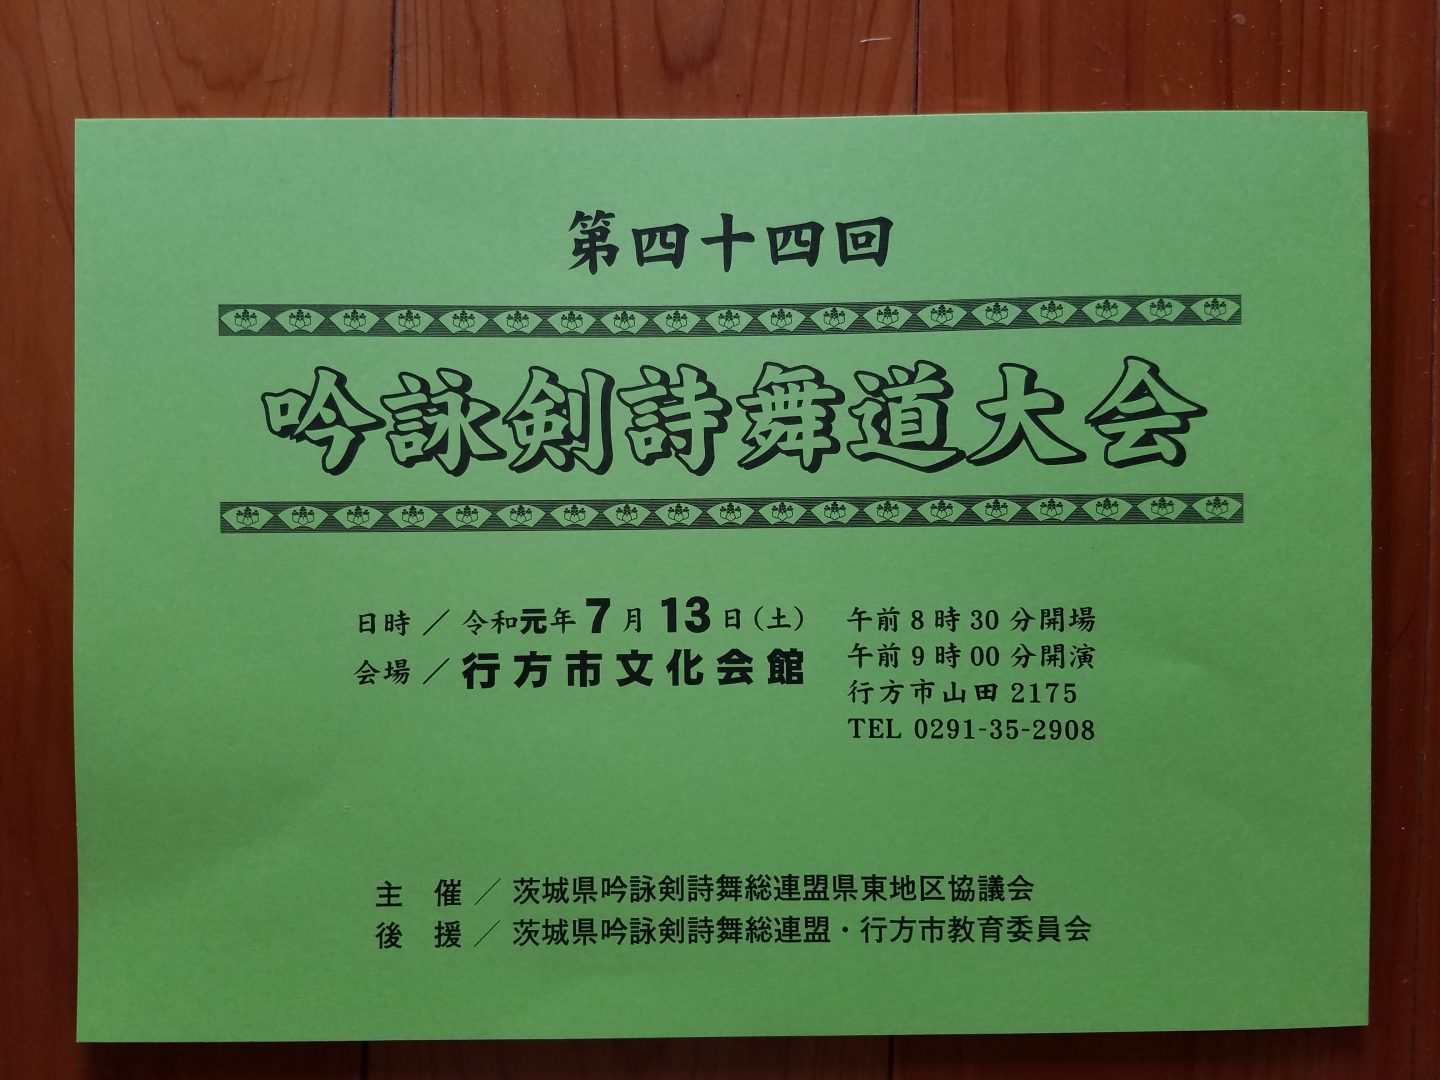 第四十四回
吟詠剣詩舞道大会
日時／令和元年7月13日（土）
会場／行方市文化会館
午前8時30分開場
午前9時00分開演
行方市山田2175
TEL 0291-35-2908
主　催／茨城県吟詠剣詩舞総連盟県東地区協議会
後　援／茨城県吟詠剣詩舞総連盟・行方市教育委員会